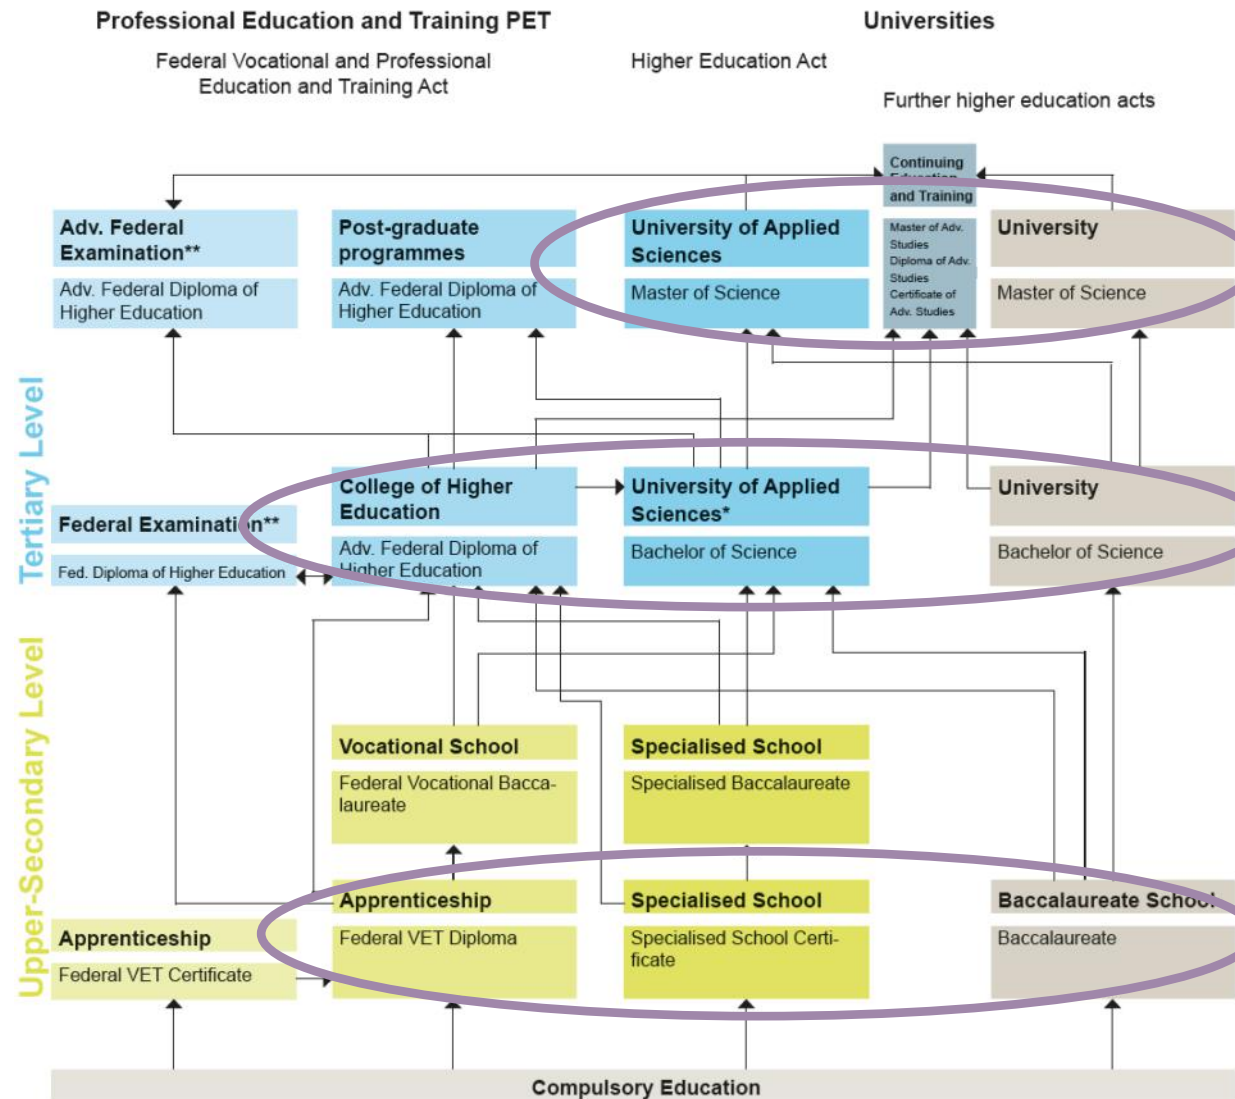 Professional Education and Training PET
Universities
Federal Vocational and Professional
Education and Training Act
Higher Education Act
Further higher education acts
Continuing
Education
and Training
Adv. Federal
Examination**
Post-graduate
programmes
University of Applied
Sciences
Master of Adv.
Studies
Diploma of Adv.
Studies
Certificate of
Adv. Studies
University
Adv. Federal Diploma of
Higher Education
Adv. Federal Diploma of
Higher Education
Master of Science
Master of Science
Tertiary Level
College of Higher
Education
University of Applied
Sciences*
University
Federal Examination**
Adv. Federal Diploma of
Higher Education
Bachelor of Science
Bachelor of Science
Fed. Diploma of Higher Education
Upper-Secondary Level
Vocational School
Specialised School
Federal Vocational Bacca-
laureate
Specialised Baccalaureate
Apprenticeship
Specialised School
Baccalaureate School
Apprenticeship
Federal VET Diploma
Specialised School Certi-
ficate
Baccalaureate
Federal VET Certificate
Compulsory Education